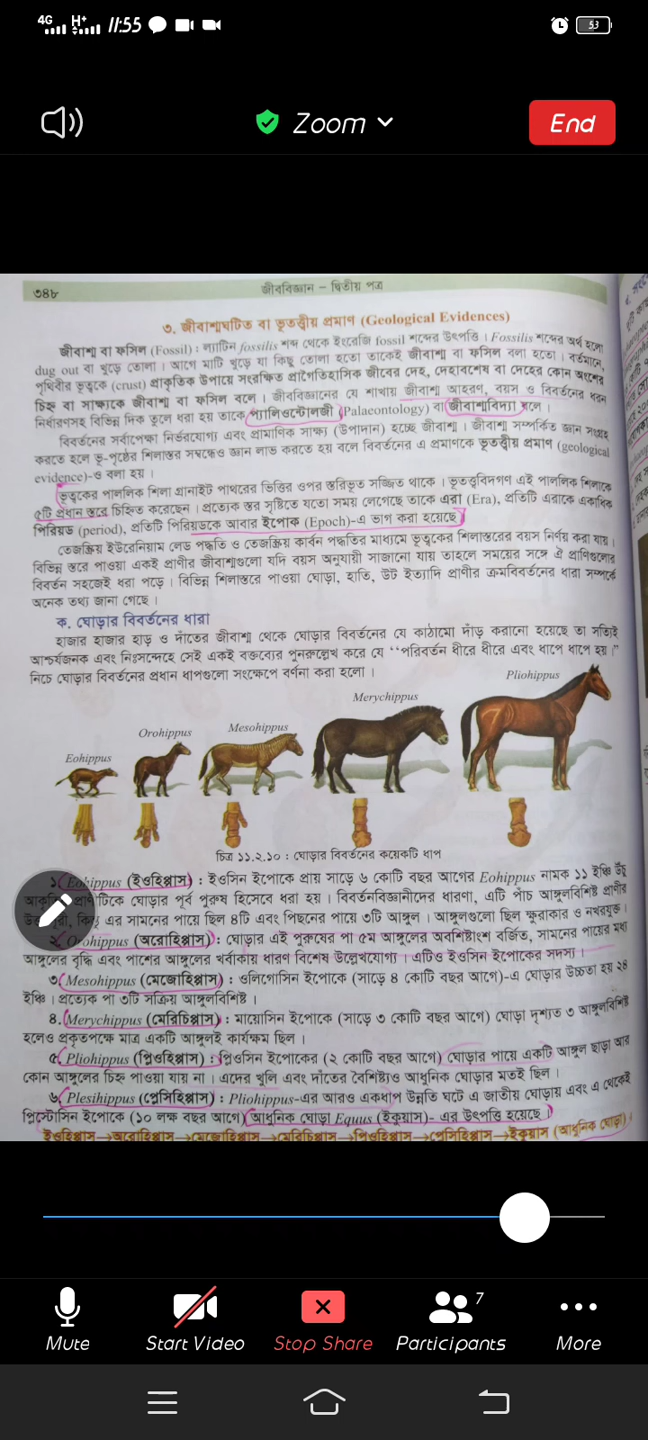 4G H+ 11:55 53
Zoom
End
৩৪৮ জীববিজ্ঞান – দ্বিতীয় পত্র
৩. জীবাশ্মঘটিত বা ভূতত্ত্বীয় প্রমাণ (Geological Evidences)
জীবাশ্ম বা ফসিল (Fossil) : ল্যাটিন fossilis শব্দ থেকে ইংরেজি fossil শব্দের উৎপত্তি । Fossilis শব্দের অর্থ হলো
dug out বা খুড়ে তোলা । আগে মাটি খুড়ে যা কিছু তোলা হতো তাকেই জীবাশ্ম বা ফসিল বলা হতো । বর্তমানে,
পৃথিবীর ভূত্বকে (crust) প্রাকৃতিক উপায়ে সংরক্ষিত প্রাগৈতিহাসিক জীবের দেহ, দেহাবশেষ বা দেহের কোন অংশের
চিহ্ন বা সাক্ষ্যকে জীবাশ্ম বা ফসিল বলে । জীববিজ্ঞানের যে শাখায় জীবাশ্ম আহরণ, বয়স ও বিবর্তনের ধরন
নির্ধারণসহ বিভিন্ন দিক তুলে ধরা হয় তাকে প্যালিওন্টোলজী (Palaeontology) বা জীবাশ্মবিদ্যা বলে ।
বিবর্তনের সর্বাপেক্ষা নির্ভরযোগ্য এবং প্রামাণিক সাক্ষ্য (উপাদান) হচ্ছে জীবাশ্ম । জীবাশ্ম সম্পর্কিত জ্ঞান সংগ্রহ
করতে হলে ভূ-পৃষ্ঠের শিলাস্তর সম্বন্ধেও জ্ঞান লাভ করতে হয় বলে বিবর্তনের এ প্রমাণকে ভূতত্ত্বীয় প্রমাণ (geological
evidence)-ও বলা হয় ।
ভূত্বকের পাললিক শিলা গ্রানাইট পাথরের ভিত্তির ওপর স্তরিভূত সজ্জিত থাকে । ভূতত্ত্ববিদগণ এই পাললিক শিলাকে
৫টি প্রধান স্তরে চিহ্নিত করেছেন । প্রত্যেক স্তর সৃষ্টিতে যতো সময় লেগেছে তাকে এরা (Era), প্রতিটি এরাকে একাধিক
পিরিয়ড (period), প্রতিটি পিরিয়ডকে আবার ইপোক (Epoch)-এ ভাগ করা হয়েছে
তেজষ্ক্রিয় ইউরেনিয়াম লেড পদ্ধতি ও তেজষ্ক্রিয় কার্বন পদ্ধতির মাধ্যমে ভূত্বকের শিলাস্তরের বয়স নির্ণয় করা যায় ।
বিভিন্ন স্তরে পাওয়া একই প্রাণীর জীবাশ্মগুলো যদি বয়স অনুযায়ী সাজানো যায় তাহলে সময়ের সঙ্গে ঐ প্রাণিগুলোর
বিবর্তন সহজেই ধরা পড়ে । বিভিন্ন শিলাস্তরে পাওয়া ঘোড়া, হাতি, উট ইত্যাদি প্রাণীর ক্রমবিবর্তনের ধারা সম্পর্কে
অনেক তথ্য জানা গেছে ।
ক. ঘোড়ার বিবর্তনের ধারা
হাজার হাজার হাড় ও দাঁতের জীবাশ্ম থেকে ঘোড়ার বিবর্তনের যে কাঠামো দাঁড় করানো হয়েছে তা সত্যিই
আশ্চর্যজনক এবং নিঃসন্দেহে সেই একই বক্তব্যের পুনরুল্লেখ করে যে ‘‘পরিবর্তন ধীরে ধীরে এবং ধাপে ধাপে হয় ।”
নিচে ঘোড়ার বিবর্তনের প্রধান ধাপগুলো সংক্ষেপে বর্ণনা করা হলো ।
Pliohippus
Merychippus
Mesohippus
Orohippus
Eohippus
চিত্র ১১.২.১০ : ঘোড়ার বিবর্তনের কয়েকটি ধাপ
১. Eohippus (ইওহিপ্পাস) : ইওসিন ইপোকে প্রায় সাড়ে ৬ কোটি বছর আগের Eohippus নামক ১১ ইঞ্চি উঁচু
টিকে ঘোড়ার পূর্ব পুরুষ হিসেবে ধরা হয় । বিবর্তনবিজ্ঞানীদের ধারণা, এটি পাঁচ আঙ্গুলবিশিষ্ট প্রাণীর
এর সামনের পায়ে ছিল ৪টি এবং পিছনের পায়ে ৩টি আঙ্গুল । আঙ্গুলগুলো ছিল ক্ষুরাকার ও নখরযুক্ত ।
২. Orohippus (অরোহিপ্পাস) : ঘোড়ার এই পুরুষের পা ৫ম আঙ্গুলের অবশিষ্টাংশ বর্জিত, সামনের পায়ের মধ্য
আঙ্গুলের বৃদ্ধি এবং পাশের আঙ্গুলের খর্বাকায় ধারণ বিশেষ উল্লেখযোগ্য । এটিও ইওসিন ইপোকের সদস্য ।
৩. Mesohippus (মেজোহিপ্পাস) : ওলিগোসিন ইপোকে (সাড়ে ৪ কোটি বছর আগে)-এ ঘোড়ার উচ্চতা হয় ২৪
ইঞ্চি । প্রত্যেক পা ৩টি সক্রিয় আঙ্গুলবিশিষ্ট ।
৪. Merychippus (মেরিচিপ্পাস) : মায়োসিন ইপোকে (সাড়ে ৩ কোটি বছর আগে) ঘোড়া দৃশ্যত ৩ আঙ্গুলবিশিষ্ট
হলেও প্রকৃতপক্ষে মাত্র একটি আঙ্গুলই কার্যক্ষম ছিল ।
৫. Pliohippus (প্লিওহিপ্পাস) : প্লিওসিন ইপোকের (২ কোটি বছর আগে) ঘোড়ার পায়ে একটি আঙ্গুল ছাড়া আর
কোন আঙ্গুলের চিহ্ন পাওয়া যায় না । এদের খুলি এবং দাঁতের বৈশিষ্ট্যও আধুনিক ঘোড়ার মতই ছিল ।
৬. Plesihippus (প্লেসিহিপ্পাস) : Pliohippus-এর আরও একধাপ উন্নতি ঘটে এ জাতীয় ঘোড়ায় এবং এ থেকেই
প্লিস্টোসিন ইপোকে (১০ লক্ষ বছর আগে) আধুনিক ঘোড়া Equus (ইকুয়াস)- এর উৎপত্তি হয়েছে ।
ইওহিপ্পাস→অরোহিপ্পাস→মেজোহিপ্পাস→মেরিচিপ্পাস→প্লিওহিপ্পাস→প্লেসিহিপ্পাস→ইকুয়াস (আধুনিক ঘোড়া) ।
Mute Start Video Stop Share Participants 7 More